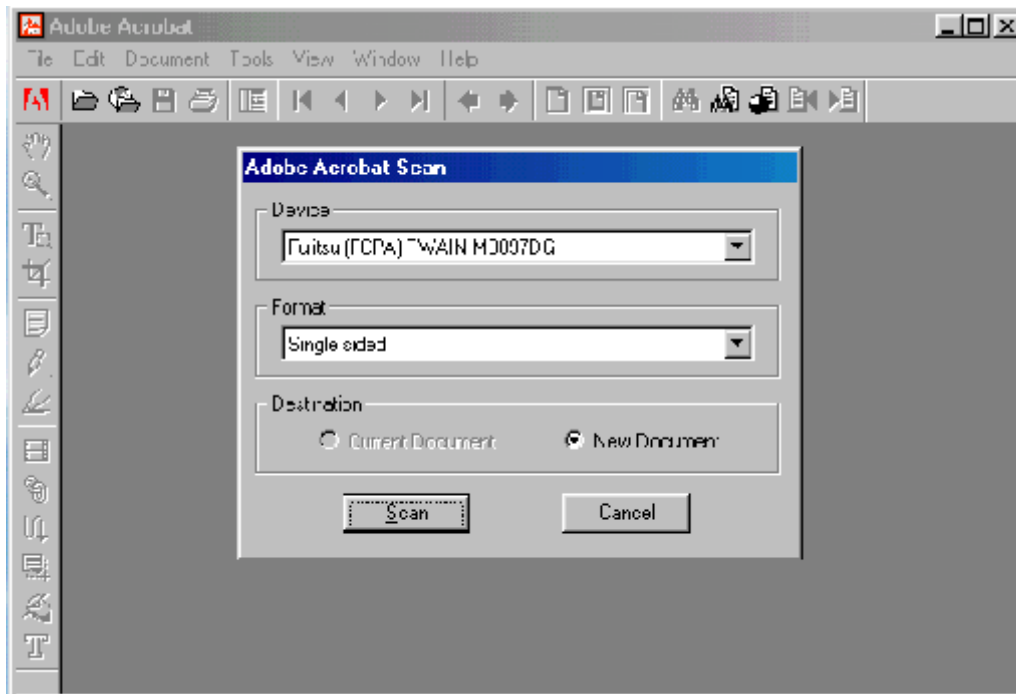 Adobe Acrobat
File Edit Document Tools View Window Help
Adobe Acrobat Scan
Device
Fujitsu (FCPA) TWAIN M3097DG
Format
Single sided
Destination
Current Document New Document
Scan Cancel